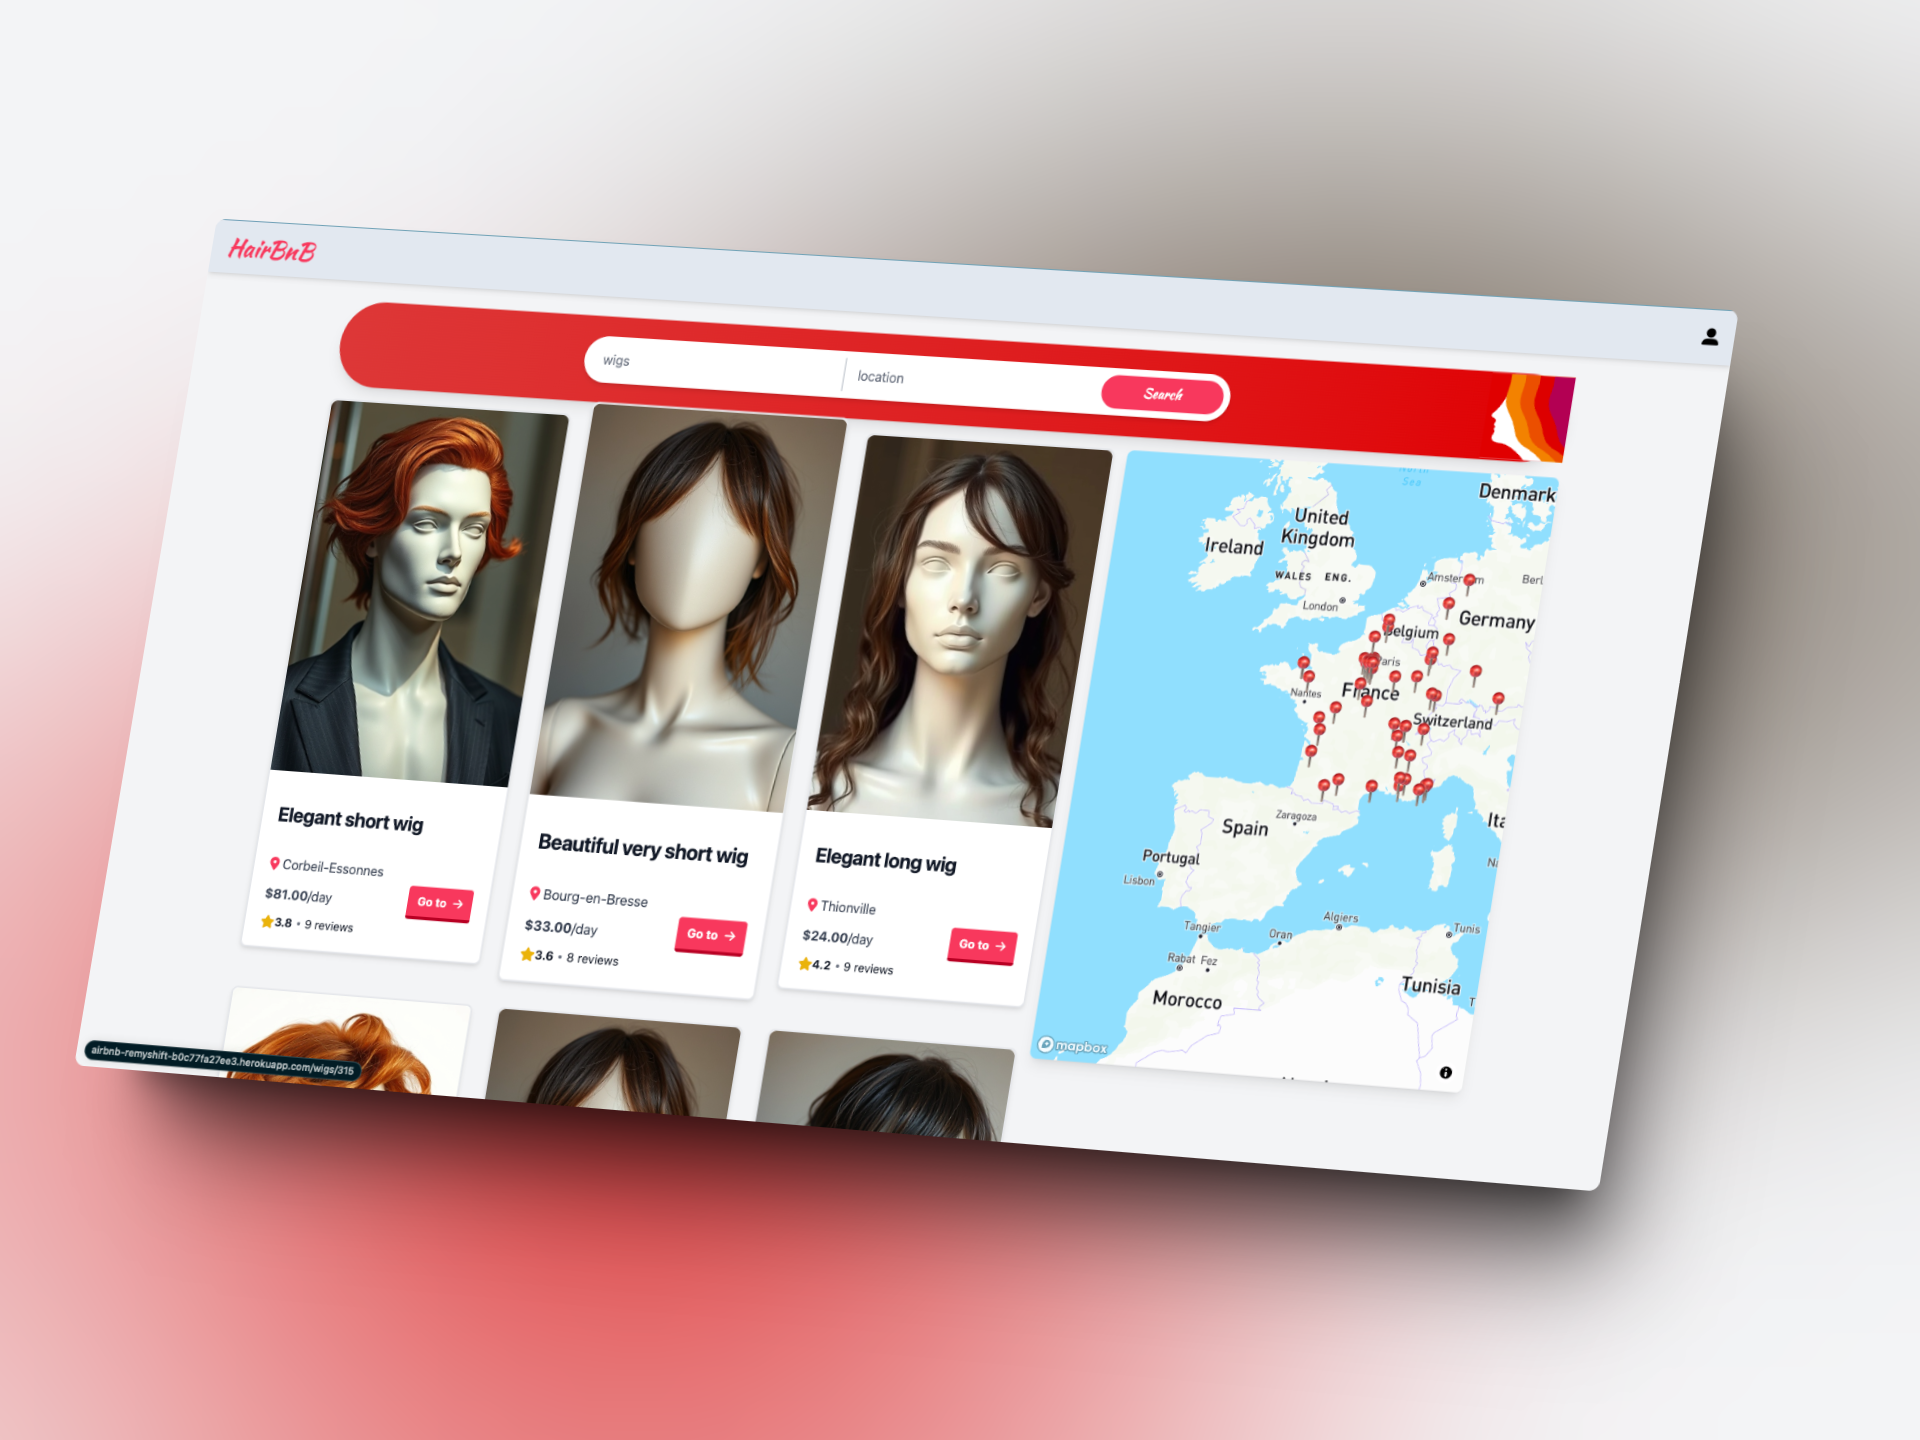 HairBnB
wigs
location
Search
Elegant short wig
Corbeil-Essonnes
$81.00/day
3.8 • 9 reviews
Go to →
Beautiful very short wig
Bourg-en-Bresse
$33.00/day
3.6 • 8 reviews
Go to →
Elegant long wig
Thionville
$24.00/day
4.2 • 9 reviews
Go to →
North
Sea
Denmark
United
Kingdom
Ireland
WALES ENG.
London
Berl
Germany
Belgium
Paris
Nantes
France
Switzerland
Zaragoza
Spain
Ita
Portugal
Lisbon
Algiers
Tangier
Oran
Tunis
Rabat Fez
Morocco
Tunisia
mapbox
airbnb-remyshift-b0c77fa27ee3.herokuapp.com/wigs/315